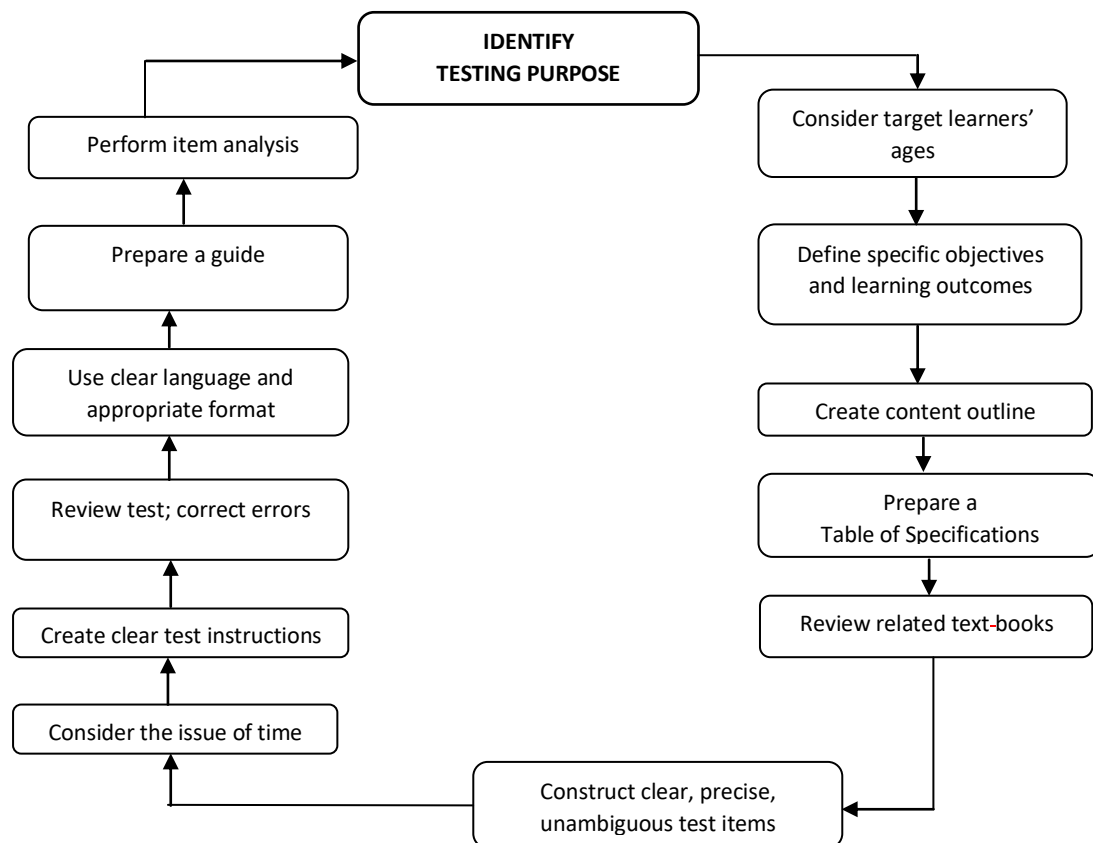 IDENTIFY
TESTING PURPOSE
Consider target learners’
ages
Define specific objectives
and learning outcomes
Create content outline
Prepare a
Table of Specifications
Review related text-books
Construct clear, precise,
unambiguous test items
Consider the issue of time
Create clear test instructions
Review test; correct errors
Use clear language and
appropriate format
Prepare a guide
Perform item analysis